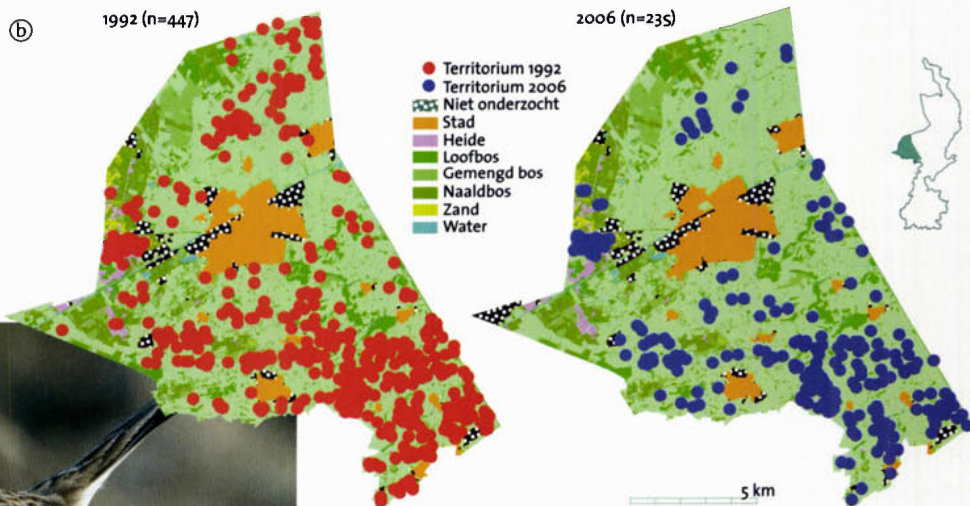 b
1992 (n=447)
2006 (n=235)
Territorium 1992
Territorium 2006
Niet onderzocht
Stad
Heide
Loofbos
Gemengd bos
Naaldbos
Zand
Water
5 km